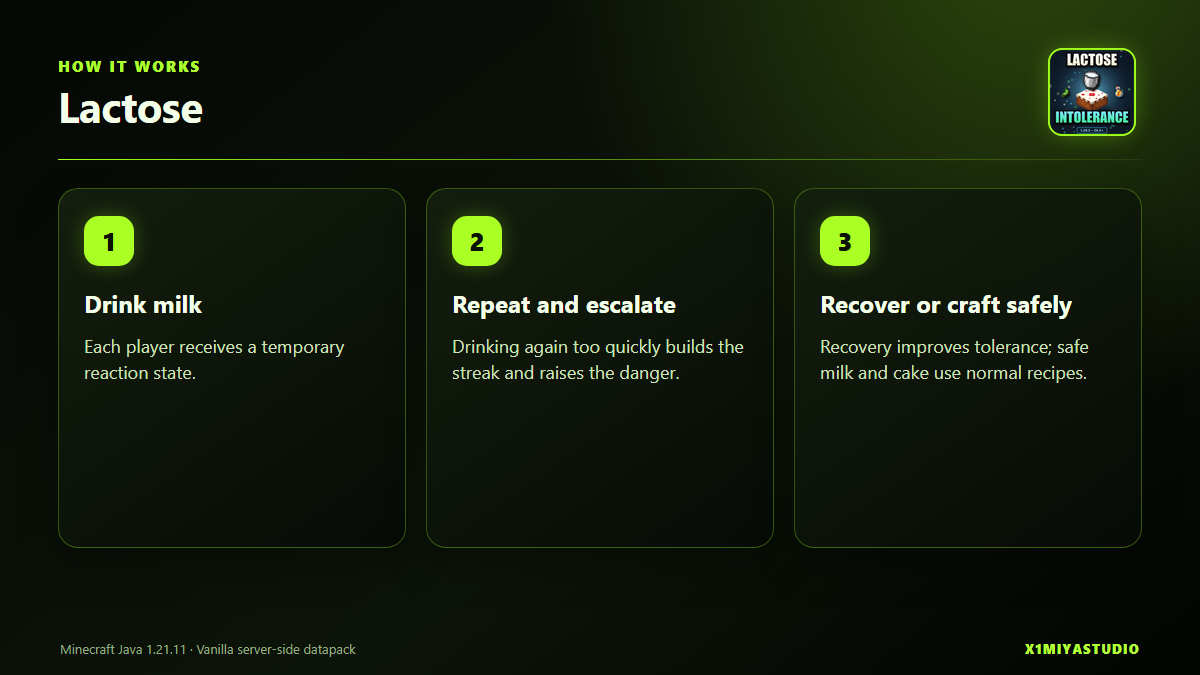 HOW IT WORKS
Lactose
LACTOSE
INTOLERANCE
1
Drink milk
Each player receives a temporary
reaction state.
2
Repeat and escalate
Drinking again too quickly builds the
streak and raises the danger.
3
Recover or craft safely
Recovery improves tolerance; safe
milk and cake use normal recipes.
Minecraft Java 1.21.11 · Vanilla server-side datapack
X1MIYASTUDIO